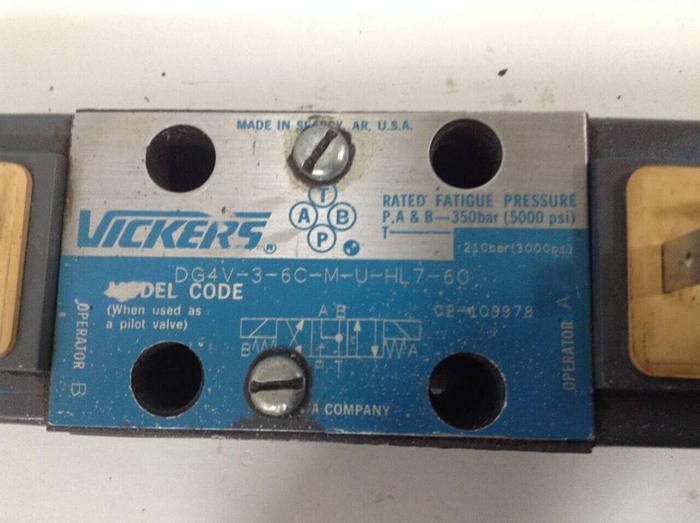 MADE IN SEARCY, AR, U.S.A.
T
A B
P
VICKERS®
RATED FATIGUE PRESSURE
P, A & B—350bar (5000 psi)
T—210bar(3000psi)
DG4V-3-6C-M-U-HL7-60
MODEL CODE
(When used as
a pilot valve)
02-109978
OPERATOR B
A B
B A
P T
OPERATOR A
A COMPANY